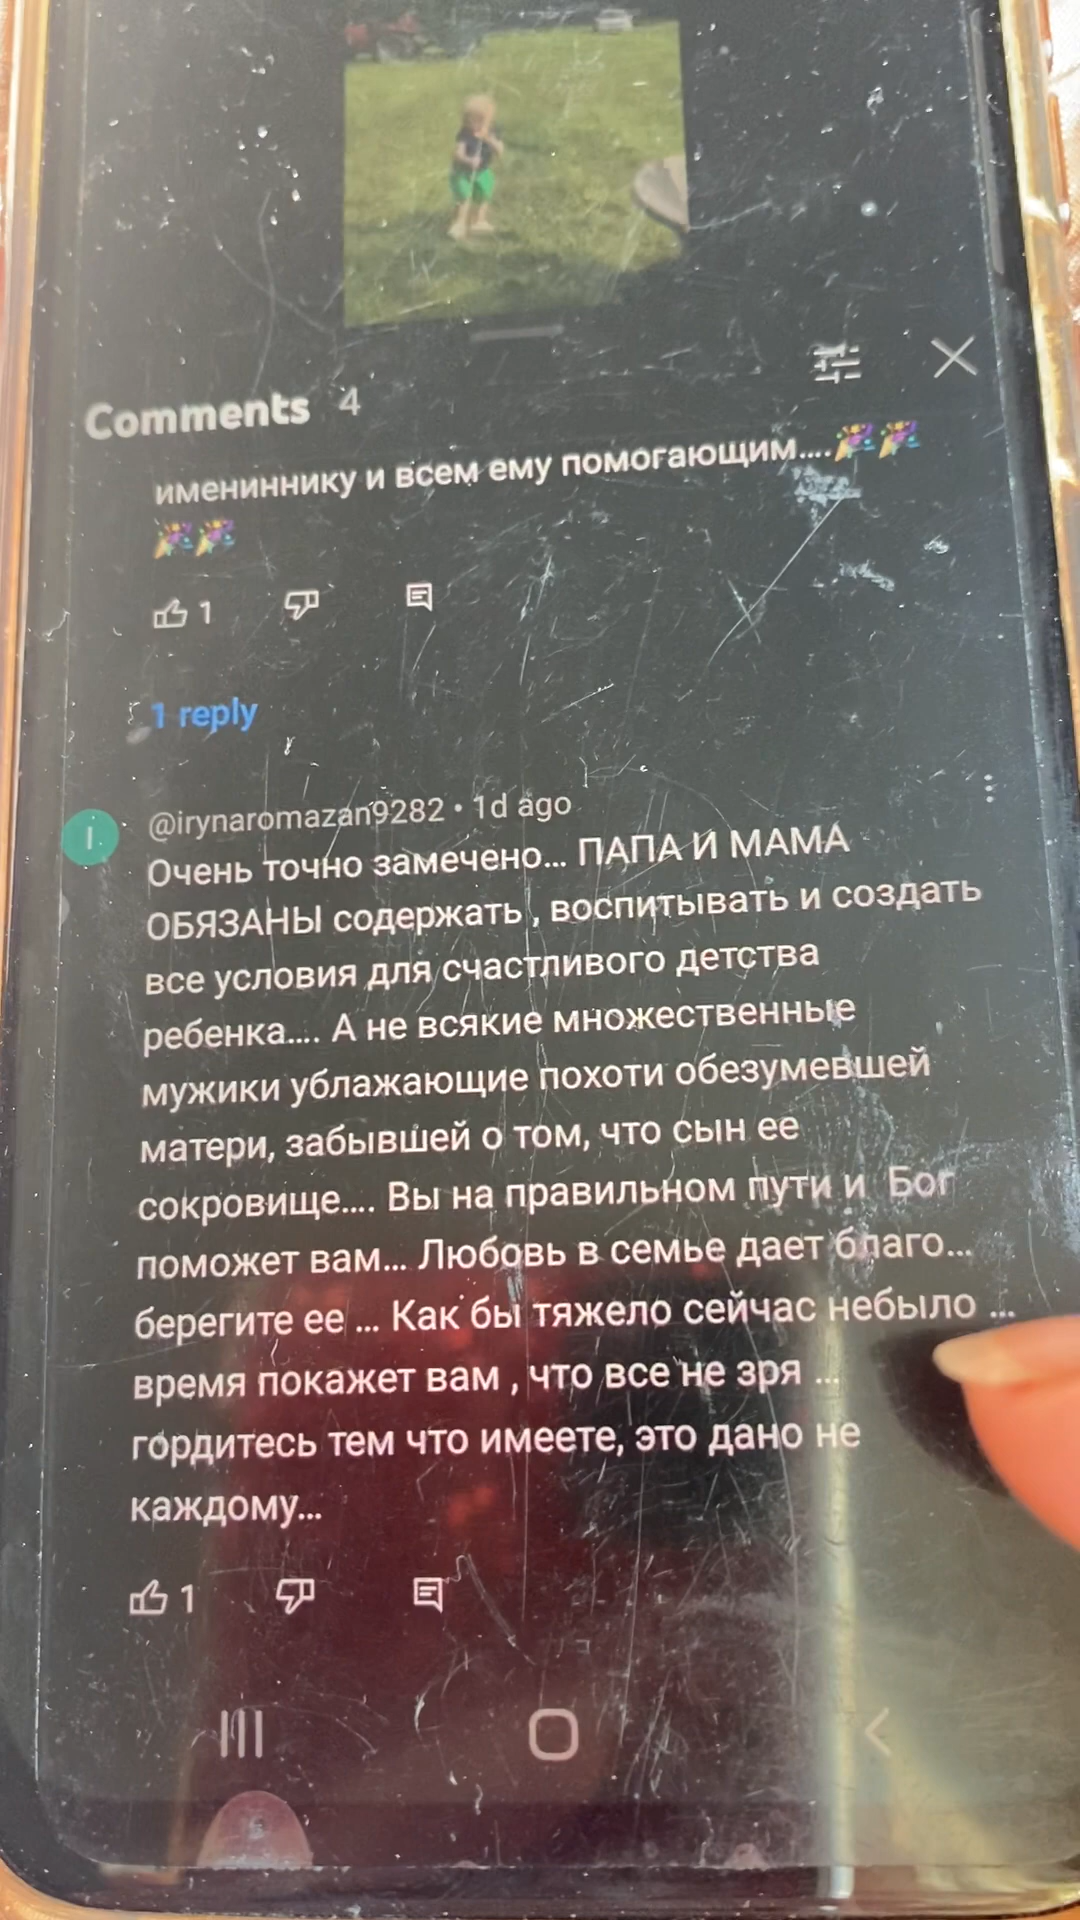 Comments 4
имениннику и всем ему помогающим....🎉🎉
🎉🎉
1
1 reply
I
@irynaromazan9282 • 1d ago
Очень точно замечено... ПАПА И МАМА
ОБЯЗАНЫ содержать , воспитывать и создать
все условия для счастливого детства
ребенка.... А не всякие множественные
мужики ублажающие похоти обезумевшей
матери, забывшей о том, что сын ее
сокровище.... Вы на правильном пути и Бог
поможет вам... Любовь в семье дает благо...
берегите ее ... Как бы тяжело сейчас небыло ...
время покажет вам , что все не зря ...
гордитесь тем что имеете, это дано не
каждому...
1